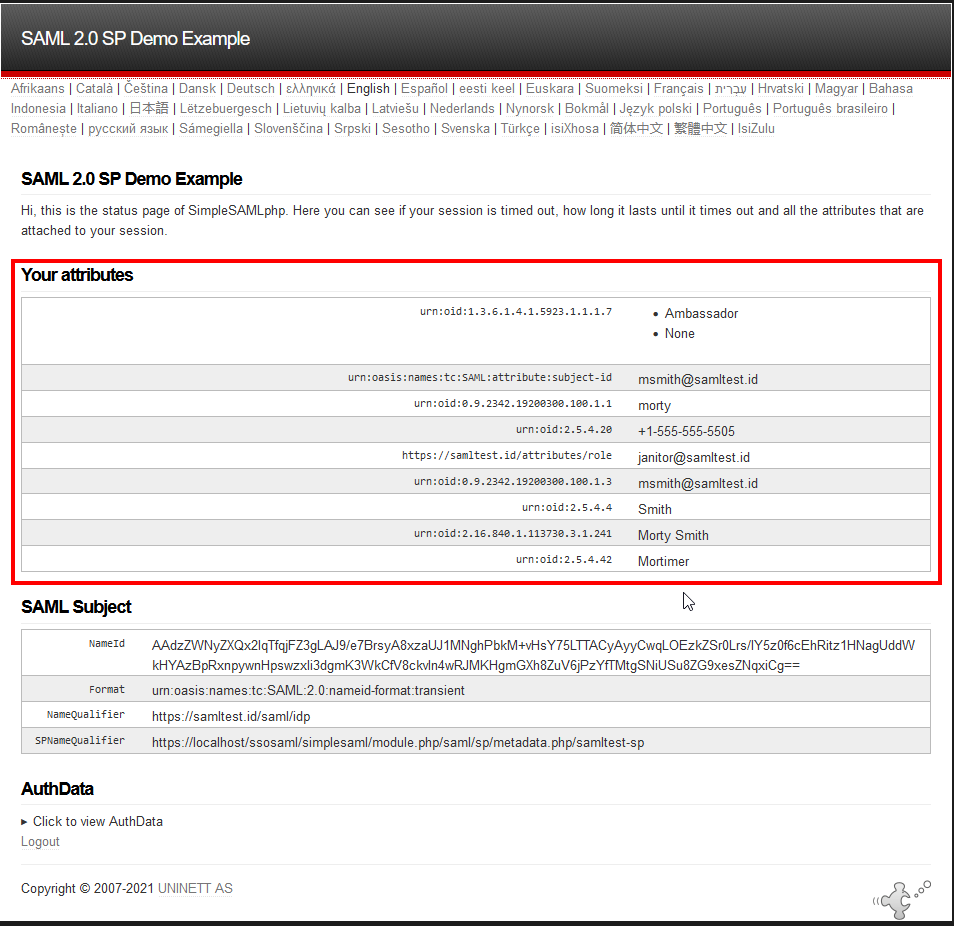 SAML 2.0 SP Demo Example
Afrikaans | Català | Čeština | Dansk | Deutsch | ελληνικά | English | Español | eesti keel | Euskara | Suomeksi | Français | עִבְרִית | Hrvatski | Magyar | Bahasa
Indonesia | Italiano | 日本語 | Lëtzebuergesch | Lietuvių kalba | Latviešu | Nederlands | Nynorsk | Bokmål | Język polski | Português | Português brasileiro |
Românește | русский язык | Sámegiella | Slovenščina | Srpski | Sesotho | Svenska | Türkçe | isiXhosa | 简体中文 | 繁體中文 | IsiZulu
SAML 2.0 SP Demo Example
Hi, this is the status page of SimpleSAMLphp. Here you can see if your session is timed out, how long it lasts until it times out and all the attributes that are
attached to your session.
Your attributes
urn:oid:1.3.6.1.4.1.5923.1.1.1.7 • Ambassador
• None
urn:oasis:names:tc:SAML:attribute:subject-id msmith@samltest.id
urn:oid:0.9.2342.19200300.100.1.1 morty
urn:oid:2.5.4.20 +1-555-555-5505
https://samltest.id/attributes/role janitor@samltest.id
urn:oid:0.9.2342.19200300.100.1.3 msmith@samltest.id
urn:oid:2.5.4.4 Smith
urn:oid:2.16.840.1.113730.3.1.241 Morty Smith
urn:oid:2.5.4.42 Mortimer
SAML Subject
NameId AAdzZWNyZXQx2lqTfqjFZ3gLAJ9/e7BrsyA8xzaUJ1MNghPbkM+vHsY75LTTACyAyyCwqLOEzkZSr0Lrs/lY5z0f6cEhRitz1HNagUddW
kHYAzBpRxnpywnHpswzxli3dgmK3WkCfV8ckvln4wRJMKHgmGXh8ZuV6jPzYfTMtgSNiUSu8ZG9xesZNqxiCg==
Format urn:oasis:names:tc:SAML:2.0:nameid-format:transient
NameQualifier https://samltest.id/saml/idp
SPNameQualifier https://localhost/ssosaml/simplesaml/module.php/saml/sp/metadata.php/samltest-sp
AuthData
▸ Click to view AuthData
Logout
Copyright © 2007-2021 UNINETT AS